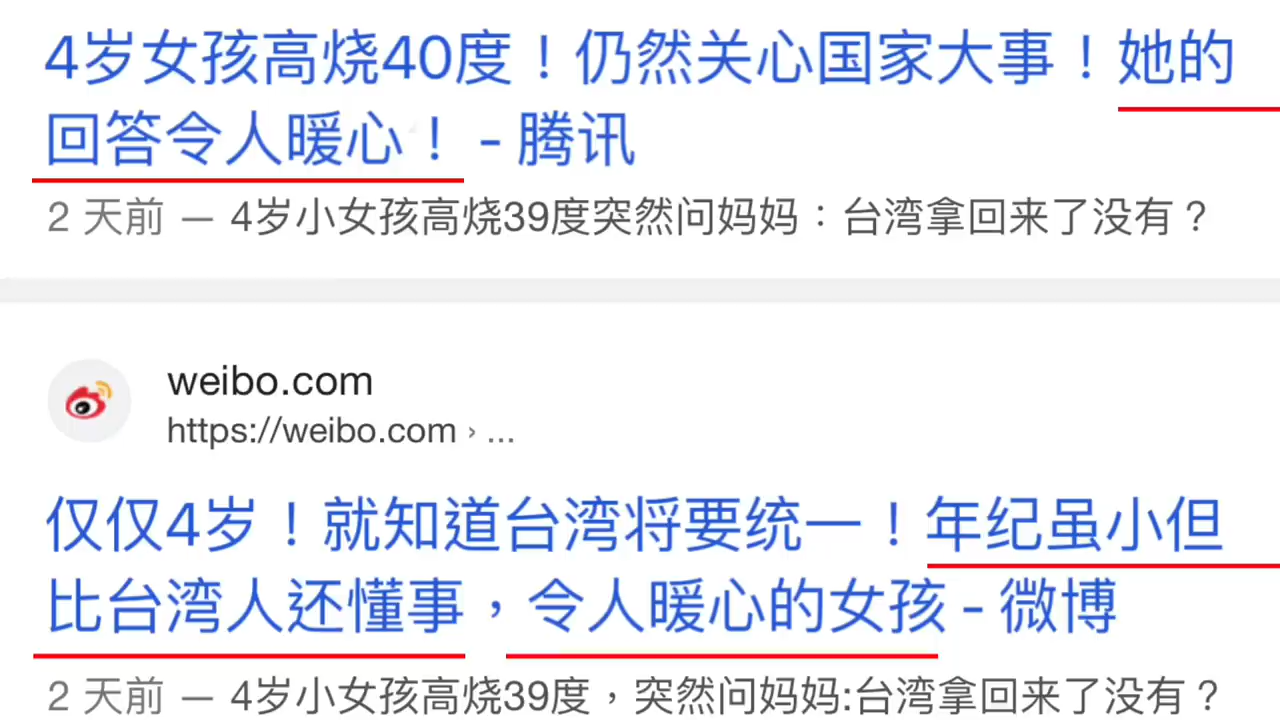 4岁女孩高烧40度！仍然关心国家大事！她的
回答令人暖心！ - 腾讯
2 天前 — 4岁小女孩高烧39度突然问妈妈：台湾拿回来了没有？
weibo.com
https://weibo.com › ...
仅仅4岁！就知道台湾将要统一！年纪虽小但
比台湾人还懂事，令人暖心的女孩 - 微博
2 天前 — 4岁小女孩高烧39度，突然问妈妈:台湾拿回来了没有？